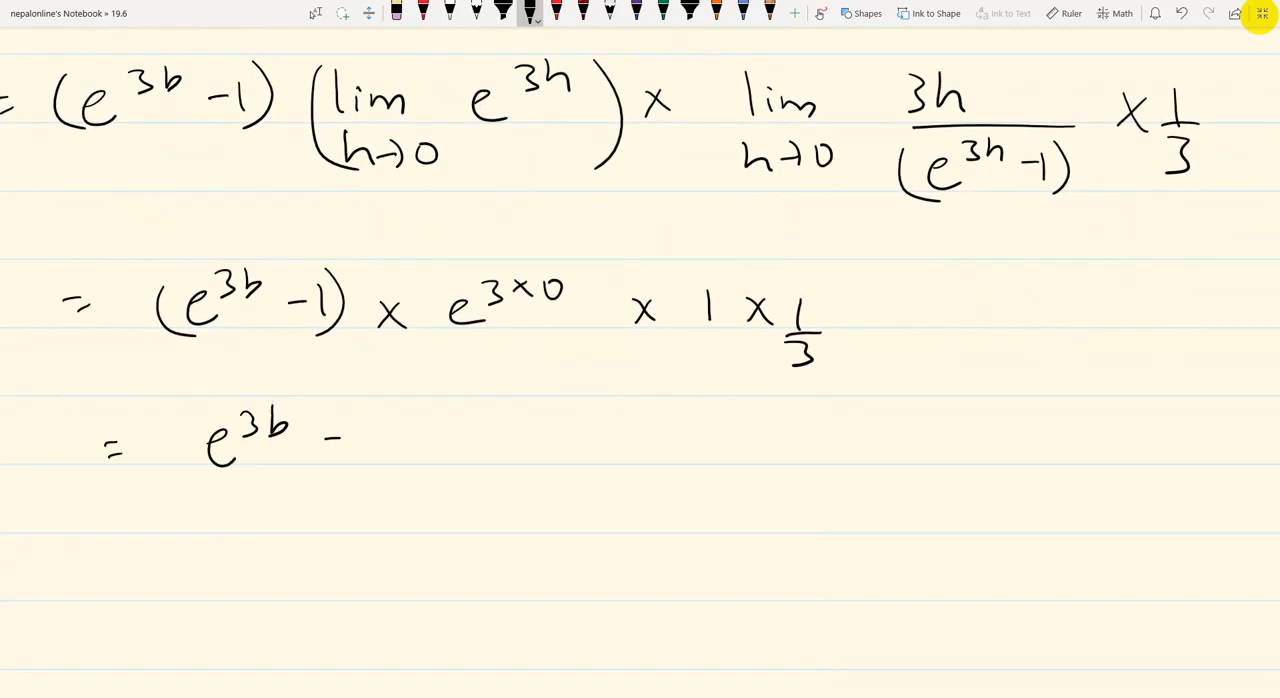 nepalonline's Notebook » 19.6 Shapes Ink to Shape Ink to Text Ruler Math
= (e^{3b} -1) (lim_{h→0} e^{3h}) × lim_{h→0} 3h/(e^{3h} -1) × 1/3
= (e^{3b} -1) × e^{3×0} × 1 × 1/3
= e^{3b} -